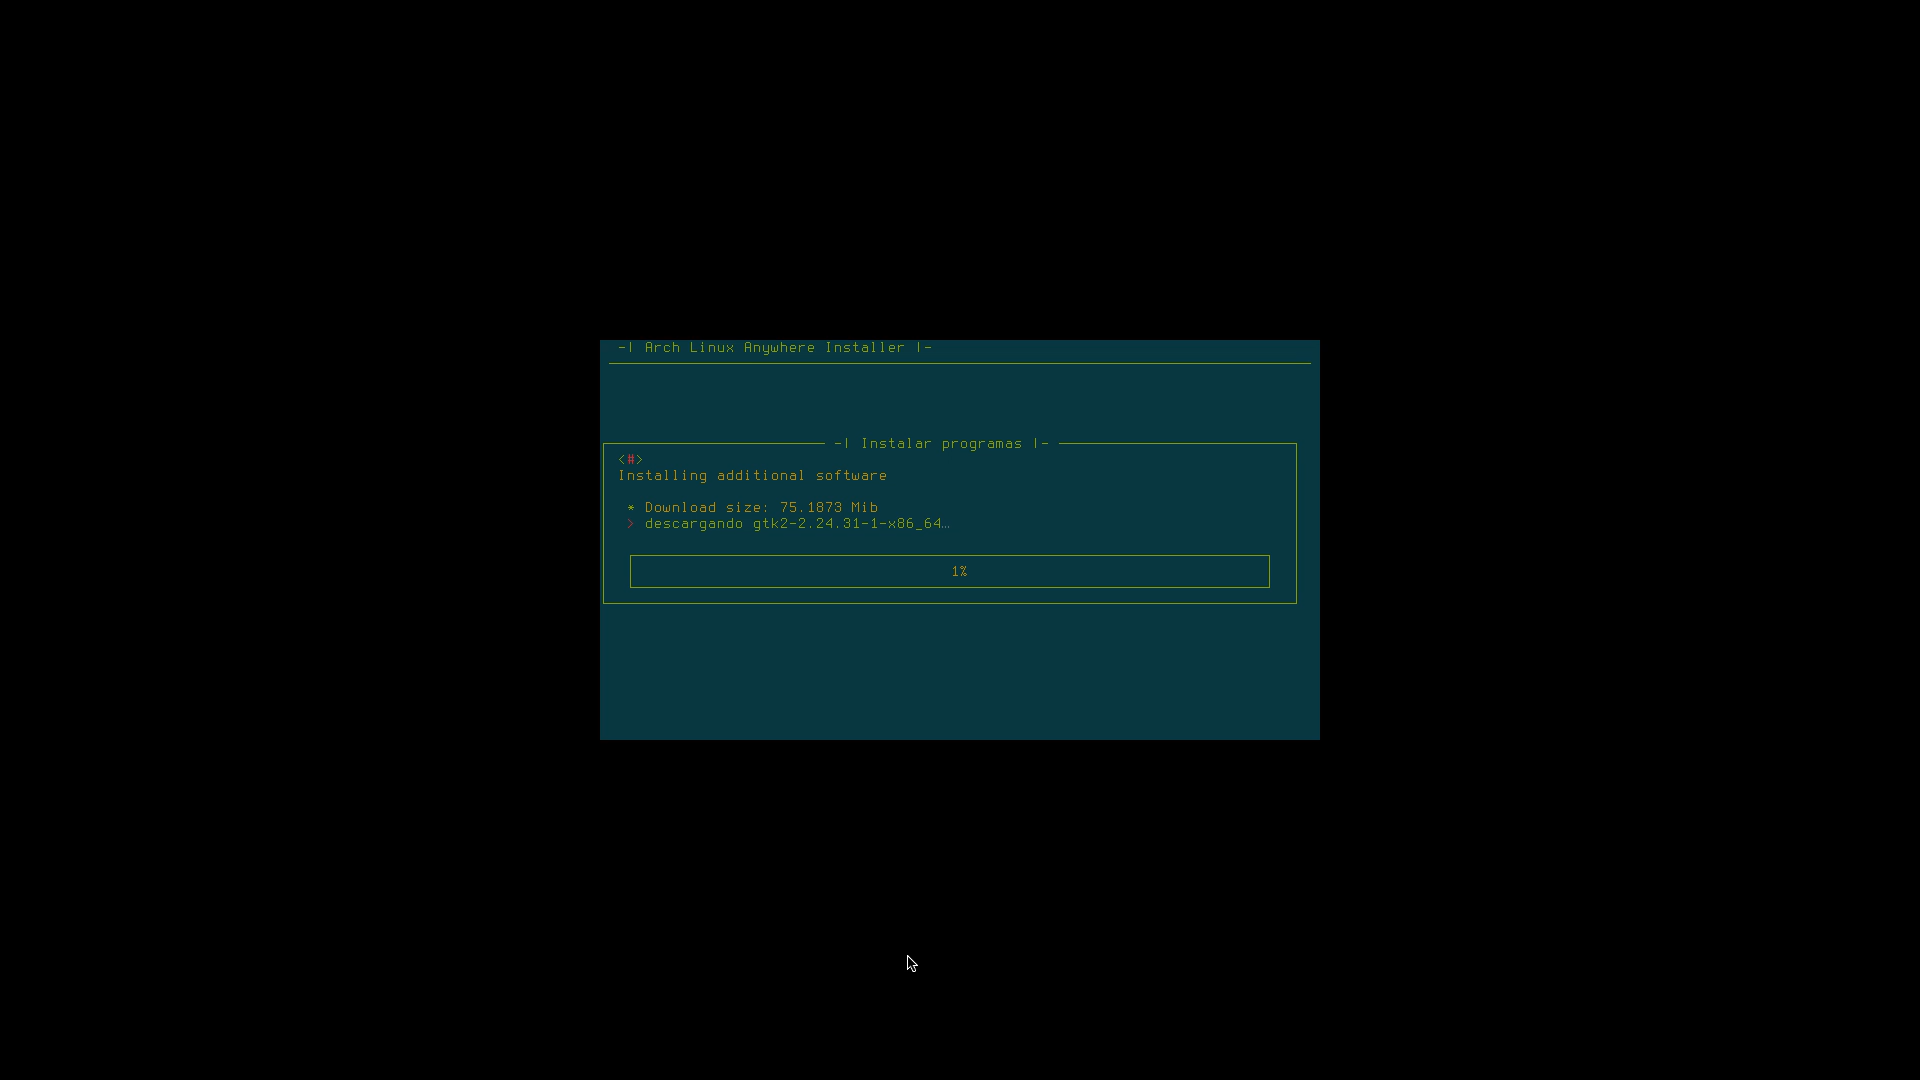 -| Arch Linux Anywhere Installer |-
-| Instalar programas |-
<#>
Installing additional software
* Download size: 75.1873 Mib
> descargando gtk2-2.24.31-1-x86_64…
1%